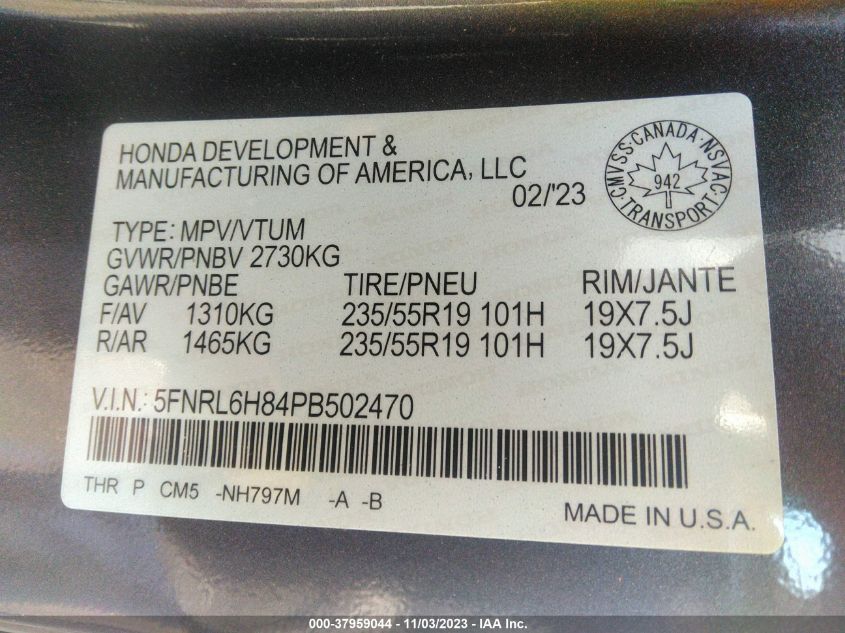 HONDA DEVELOPMENT &
MANUFACTURING OF AMERICA, LLC
02/'23
CMVSS·CANADA·NSVAC·
942
TRANSPORT
TYPE: MPV/VTUM
GVWR/PNBV 2730KG
GAWR/PNBE TIRE/PNEU RIM/JANTE
F/AV 1310KG 235/55R19 101H 19X7.5J
R/AR 1465KG 235/55R19 101H 19X7.5J
V.I.N.: 5FNRL6H84PB502470
THR P CM5 -NH797M -A -B
MADE IN U.S.A.
000-37959044 - 11/03/2023 - IAA Inc.